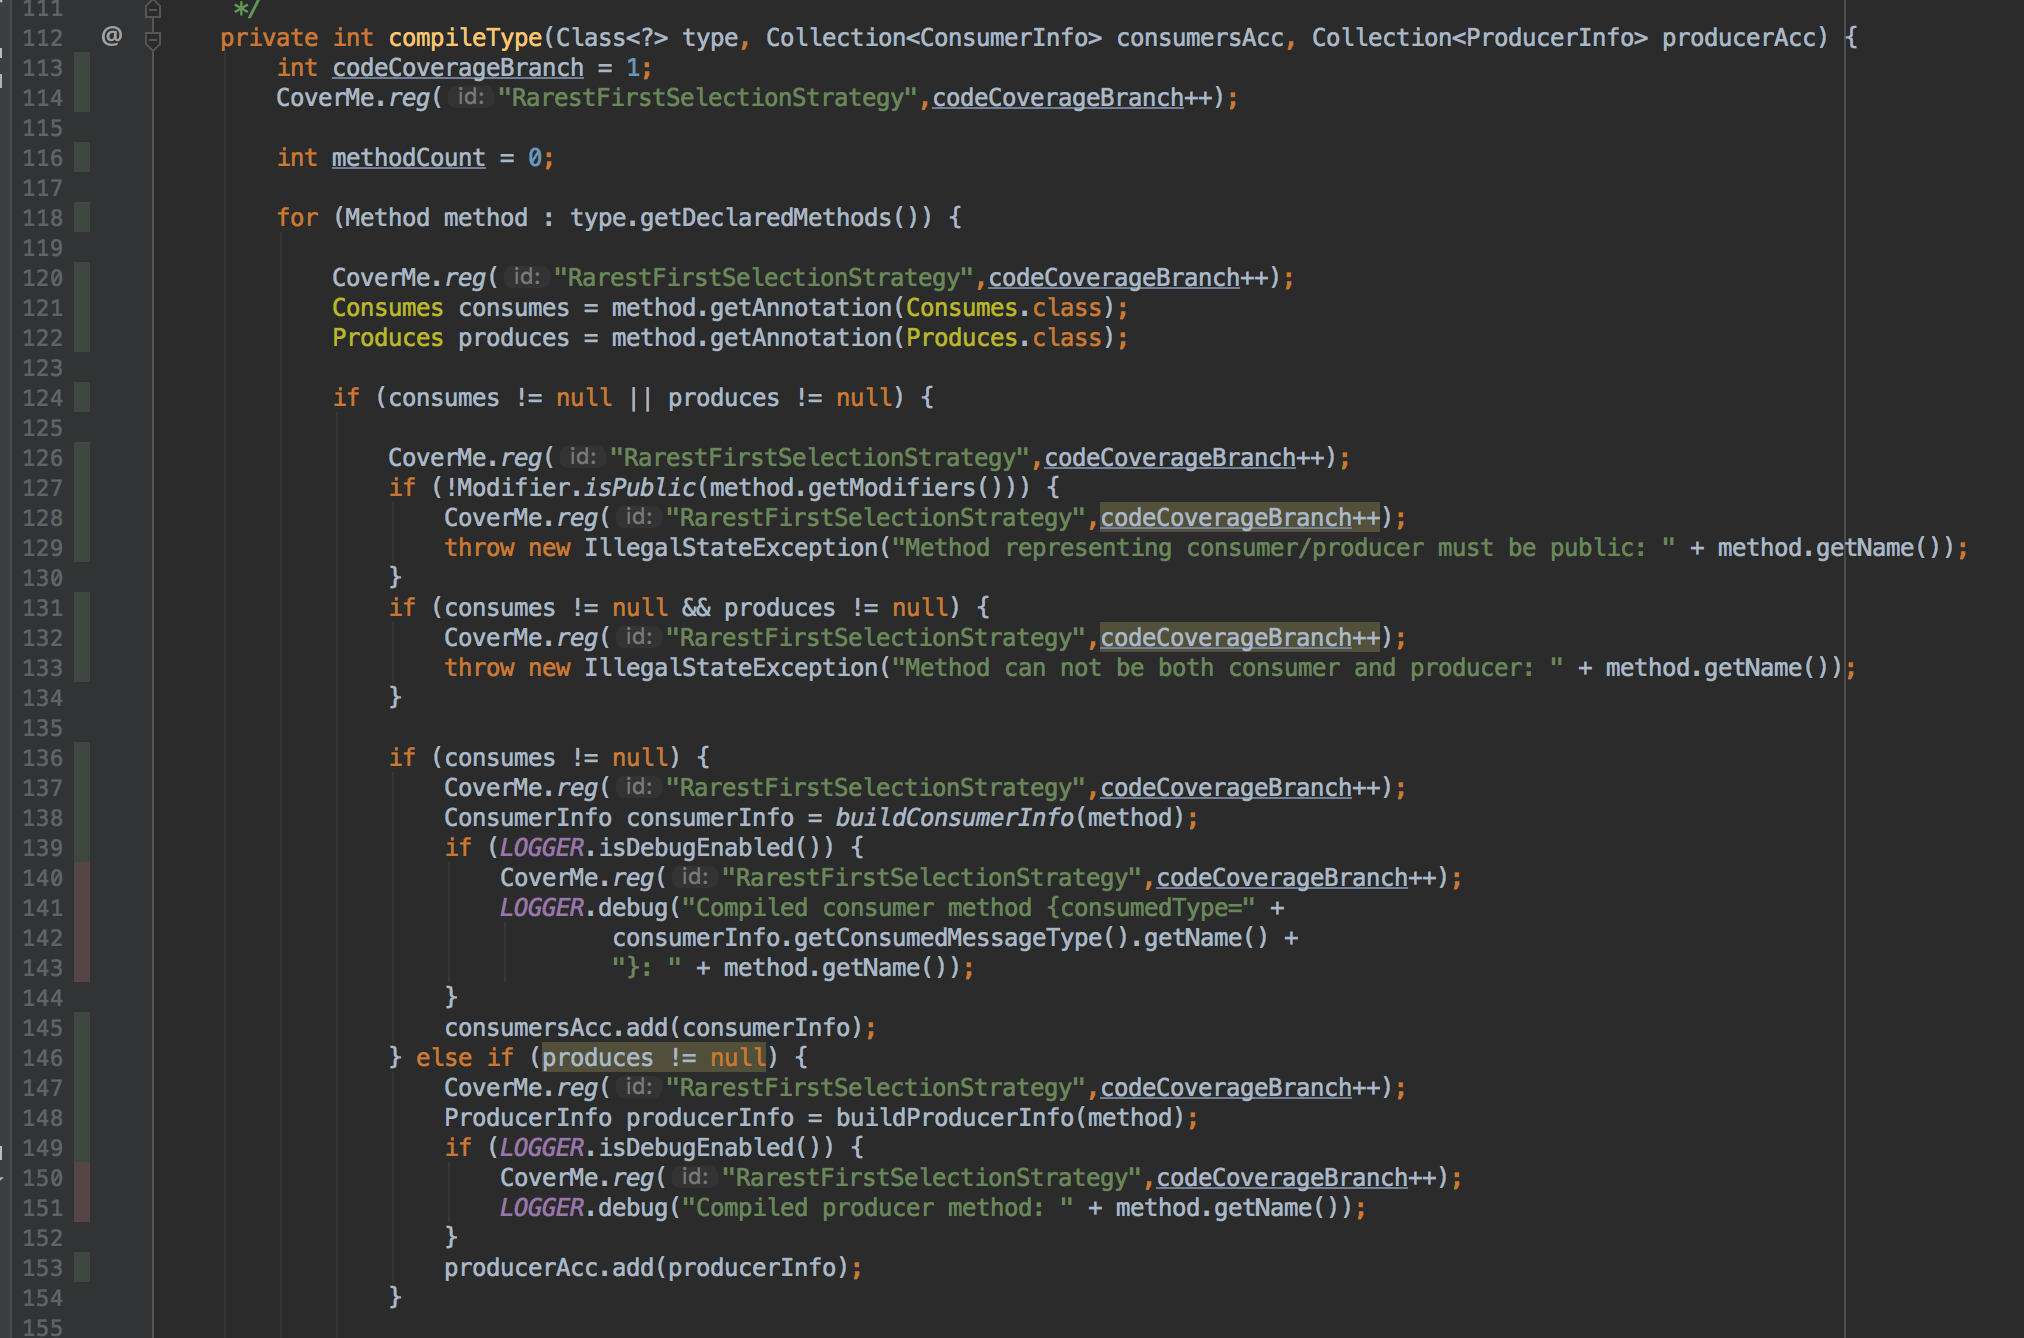 111 */
112 @ private int compileType(Class<?> type, Collection<ConsumerInfo> consumersAcc, Collection<ProducerInfo> producerAcc) {
113 int codeCoverageBranch = 1;
114 CoverMe.reg( id: "RarestFirstSelectionStrategy",codeCoverageBranch++);
115
116 int methodCount = 0;
117
118 for (Method method : type.getDeclaredMethods()) {
119
120 CoverMe.reg( id: "RarestFirstSelectionStrategy",codeCoverageBranch++);
121 Consumes consumes = method.getAnnotation(Consumes.class);
122 Produces produces = method.getAnnotation(Produces.class);
123
124 if (consumes != null || produces != null) {
125
126 CoverMe.reg( id: "RarestFirstSelectionStrategy",codeCoverageBranch++);
127 if (!Modifier.isPublic(method.getModifiers())) {
128 CoverMe.reg( id: "RarestFirstSelectionStrategy",codeCoverageBranch++);
129 throw new IllegalStateException("Method representing consumer/producer must be public: " + method.getName());
130 }
131 if (consumes != null && produces != null) {
132 CoverMe.reg( id: "RarestFirstSelectionStrategy",codeCoverageBranch++);
133 throw new IllegalStateException("Method can not be both consumer and producer: " + method.getName());
134 }
135
136 if (consumes != null) {
137 CoverMe.reg( id: "RarestFirstSelectionStrategy",codeCoverageBranch++);
138 ConsumerInfo consumerInfo = buildConsumerInfo(method);
139 if (LOGGER.isDebugEnabled()) {
140 CoverMe.reg( id: "RarestFirstSelectionStrategy",codeCoverageBranch++);
141 LOGGER.debug("Compiled consumer method {consumedType=" +
142 consumerInfo.getConsumedMessageType().getName() +
143 "}: " + method.getName());
144 }
145 consumersAcc.add(consumerInfo);
146 } else if (produces != null) {
147 CoverMe.reg( id: "RarestFirstSelectionStrategy",codeCoverageBranch++);
148 ProducerInfo producerInfo = buildProducerInfo(method);
149 if (LOGGER.isDebugEnabled()) {
150 CoverMe.reg( id: "RarestFirstSelectionStrategy",codeCoverageBranch++);
151 LOGGER.debug("Compiled producer method: " + method.getName());
152 }
153 producerAcc.add(producerInfo);
154 }
155